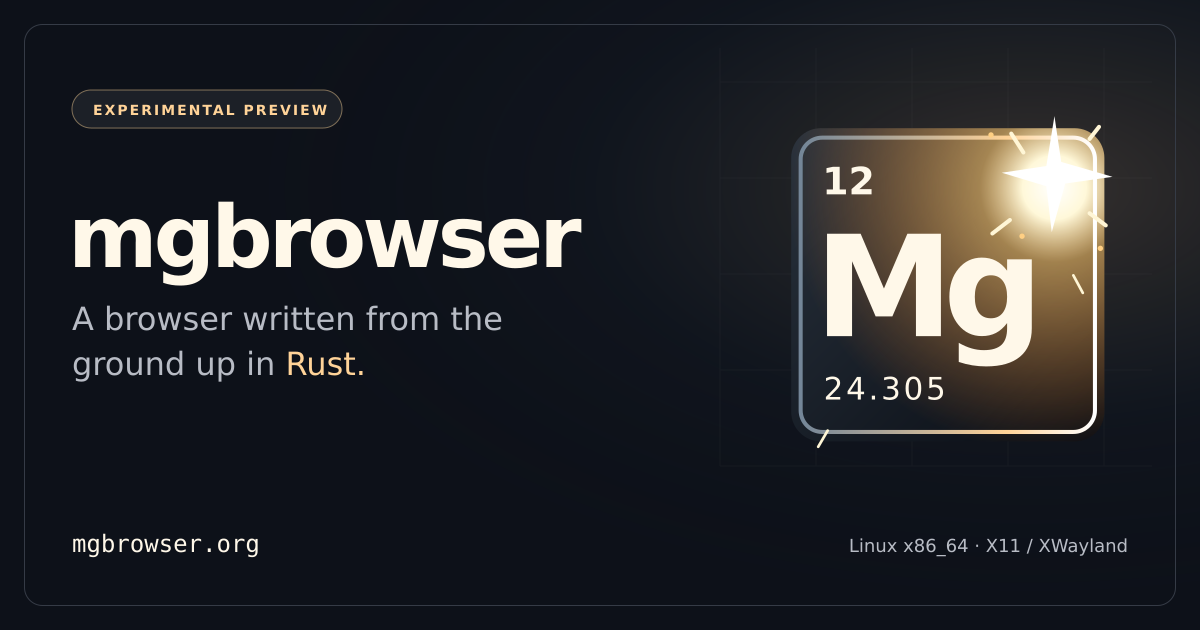 EXPERIMENTAL PREVIEW
mgbrowser
A browser written from the
ground up in Rust.
12
Mg
24.305
mgbrowser.org
Linux x86_64 · X11 / XWayland